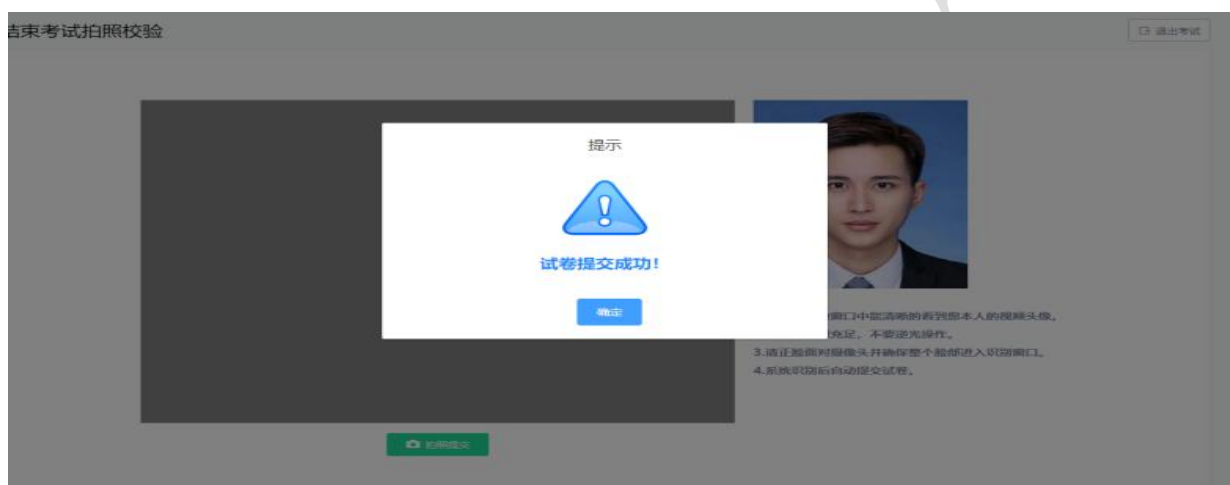 结束考试拍照校验
退出考试
提示
试卷提交成功!
确定
窗口中能清晰的看到您本人的视频头像。
充足，不要逆光操作。
3.请正脸面对摄像头并确保整个脸部进入识别窗口。
4.系统识别后自动提交试卷。
拍照提交